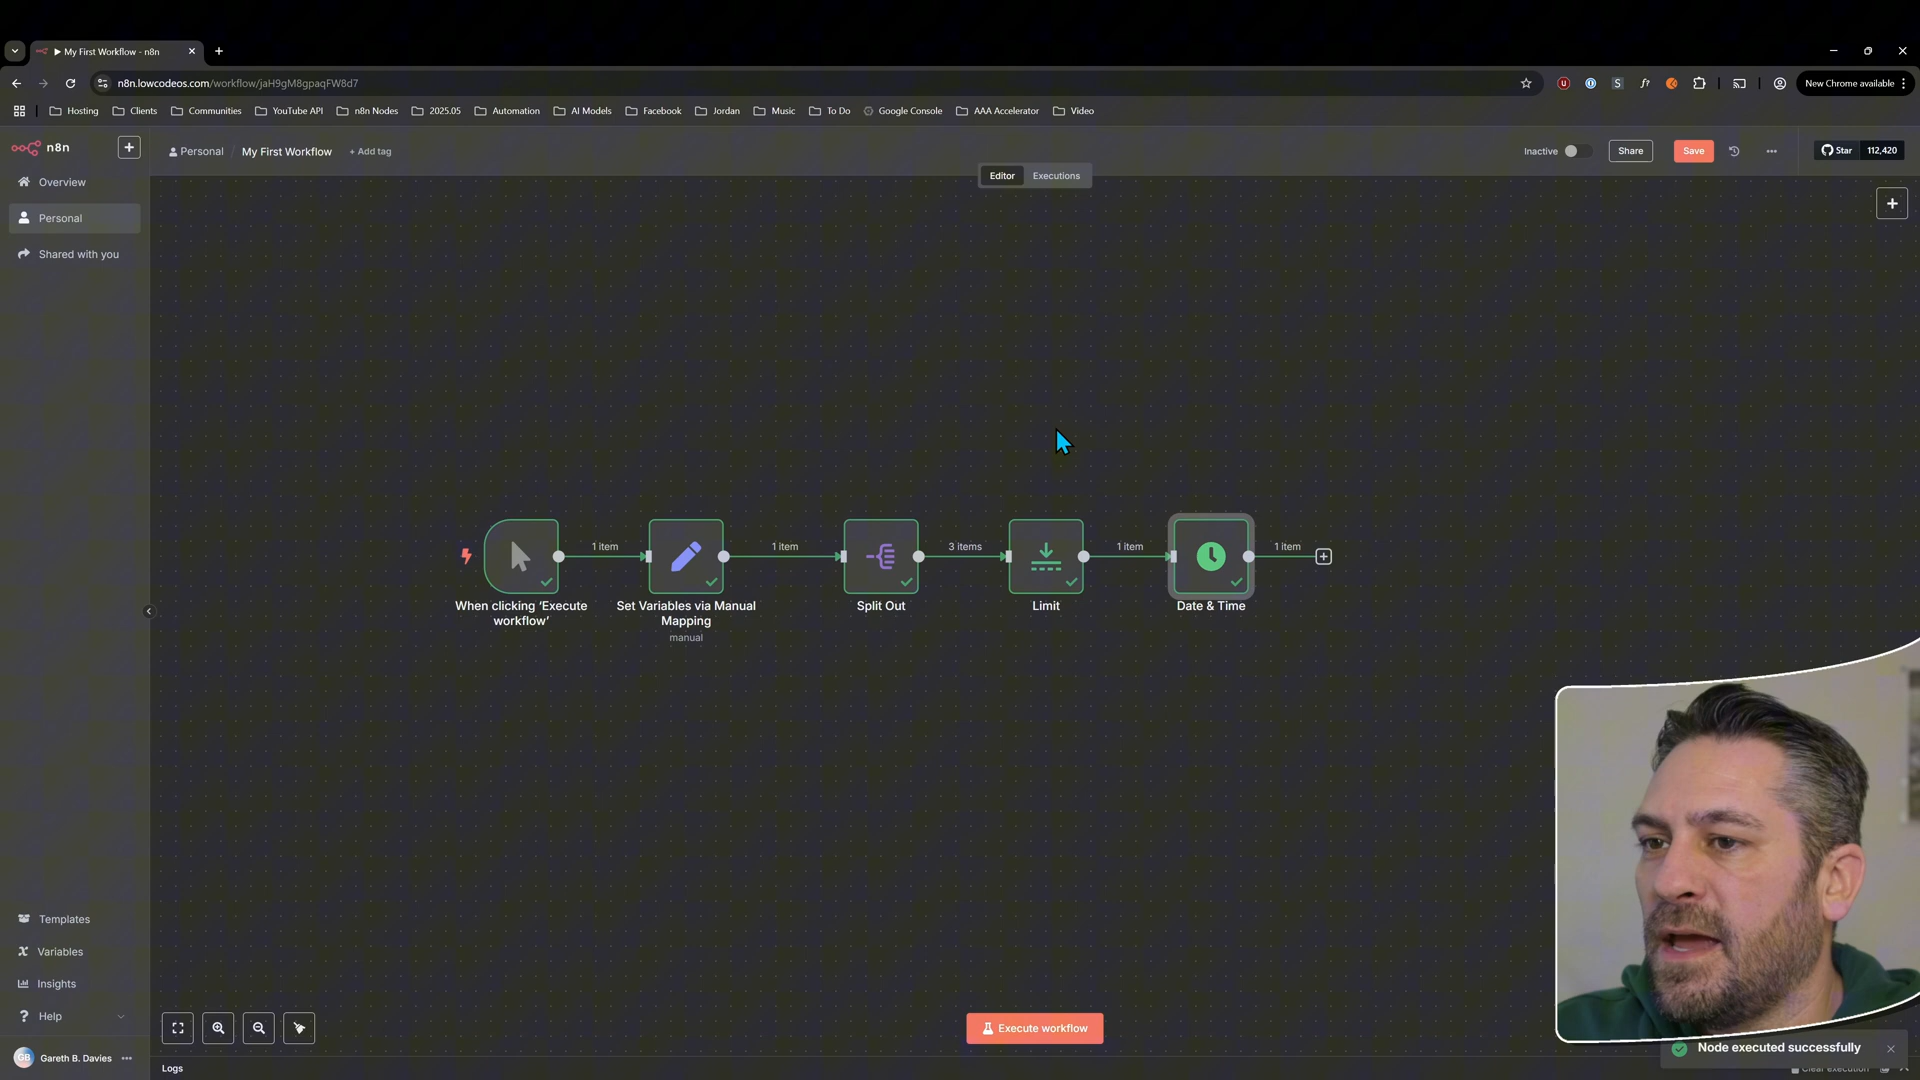 My First Workflow - n8n
n8n.lowcodeos.com/workflow/jaH9gM8gpaqFW8d7
New Chrome available
Hosting
Clients
Communities
YouTube API
n8n Nodes
2025.05
Automation
AI Models
Facebook
Jordan
Music
To Do
Google Console
AAA Accelerator
Video
n8n
Personal / My First Workflow + Add tag
Inactive
Share
Save
Star 112,420
Editor
Executions
Overview
Personal
Shared with you
1 item
1 item
3 items
1 item
1 item
When clicking ‘Execute
workflow’
Set Variables via Manual
Mapping
manual
Split Out
Limit
Date & Time
Templates
Variables
Insights
Help
Execute workflow
GB
Gareth B. Davies
Node executed successfully
Logs
Clear execution